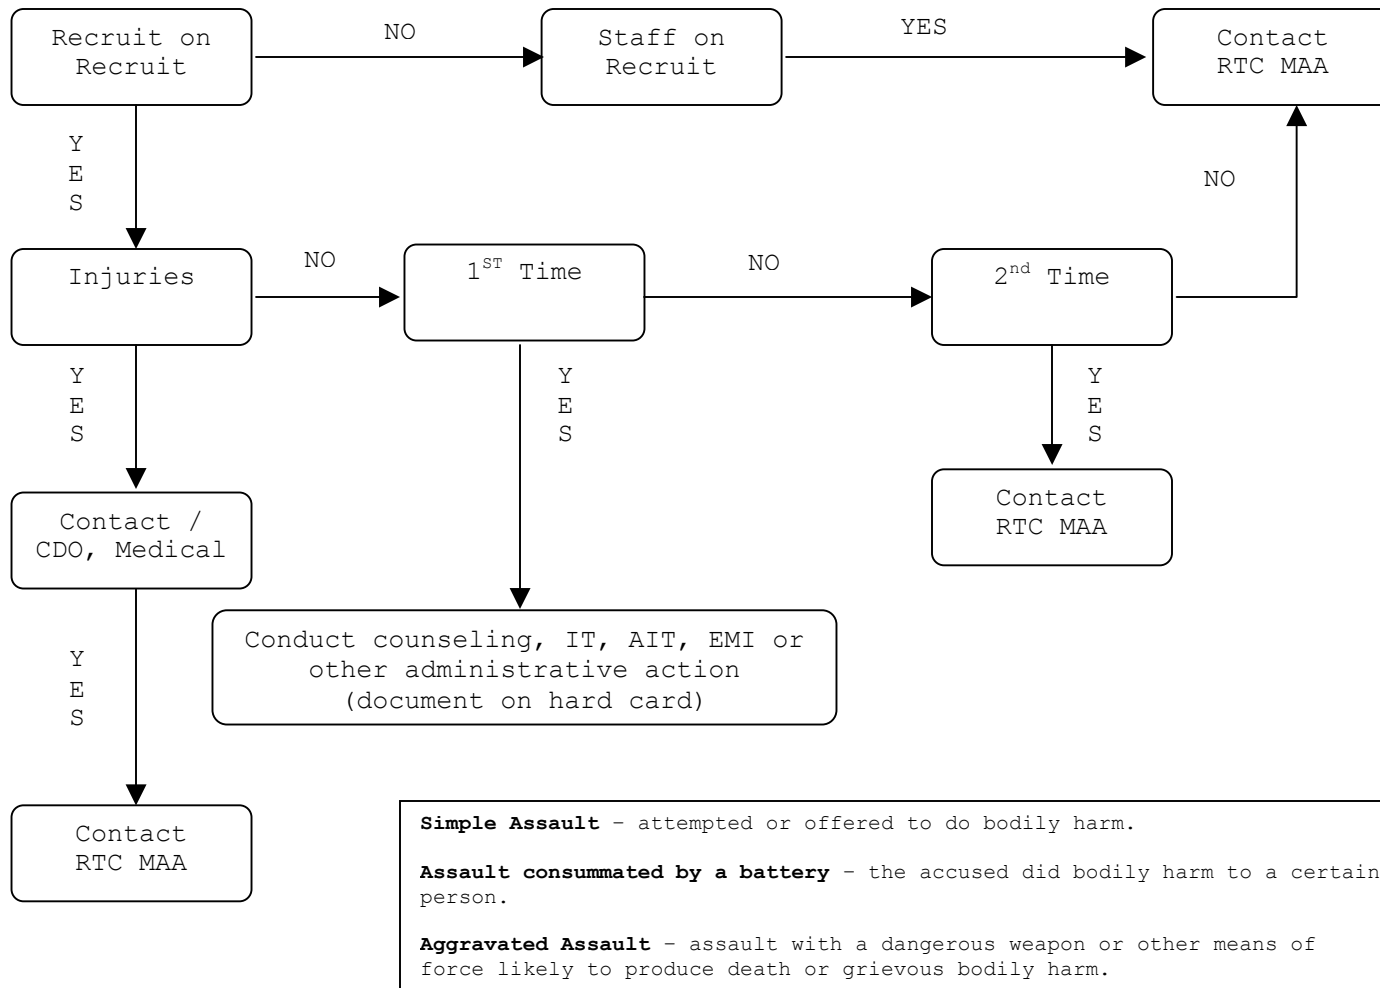 Recruit on
Recruit
NO
Staff on
Recruit
YES
Contact
RTC MAA
Y
E
S
NO
Injuries
NO
1ST Time
NO
2nd Time
Y
E
S
Y
E
S
Y
E
S
Contact /
CDO, Medical
Contact
RTC MAA
Conduct counseling, IT, AIT, EMI or
other administrative action
(document on hard card)
Y
E
S
Contact
RTC MAA
Simple Assault – attempted or offered to do bodily harm.
Assault consummated by a battery – the accused did bodily harm to a certain
person.
Aggravated Assault – assault with a dangerous weapon or other means of
force likely to produce death or grievous bodily harm.